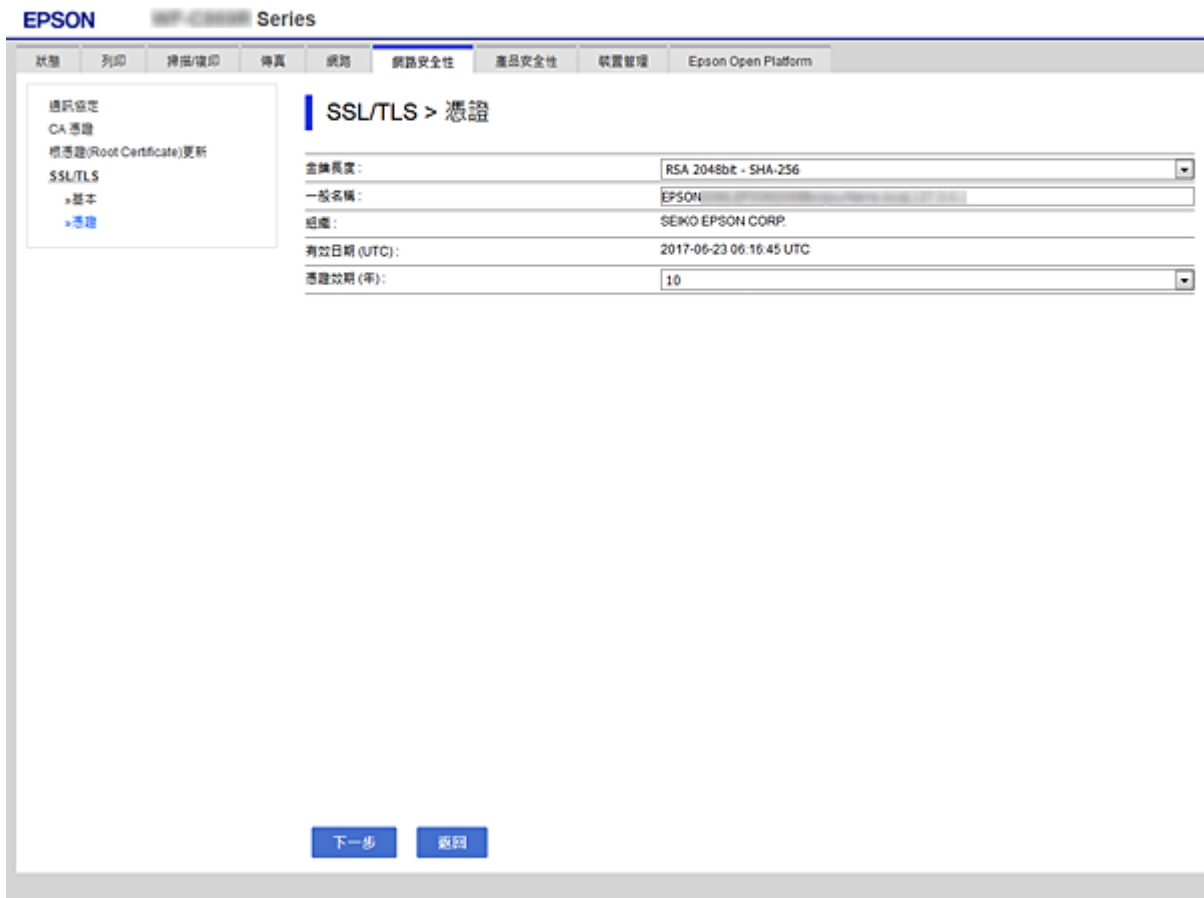 EPSON Series
狀態 列印 掃描/複印 傳真 網路 網路安全性 產品安全性 裝置管理 Epson Open Platform
通訊協定
CA 憑證
根憑證(Root Certificate)更新
SSL/TLS
»基本
»憑證
SSL/TLS > 憑證
金鑰長度 : RSA 2048bit - SHA-256
一般名稱 : EPSON
組織 : SEIKO EPSON CORP.
有效日期 (UTC) : 2017-06-23 06:16:45 UTC
憑證效期 (年) : 10
下一步 返回